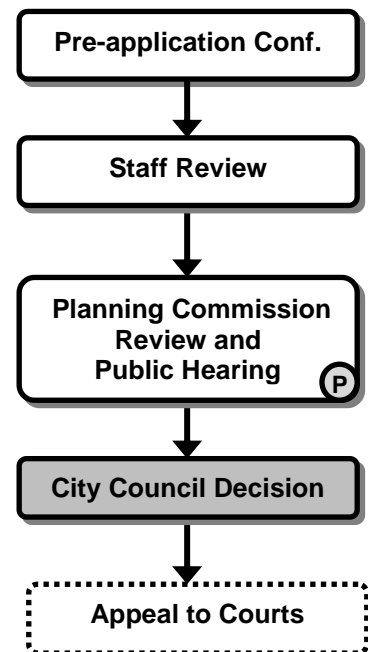 Pre-application Conf.
Staff Review
Planning Commission
Review and
Public Hearing
P
City Council Decision
Appeal to Courts